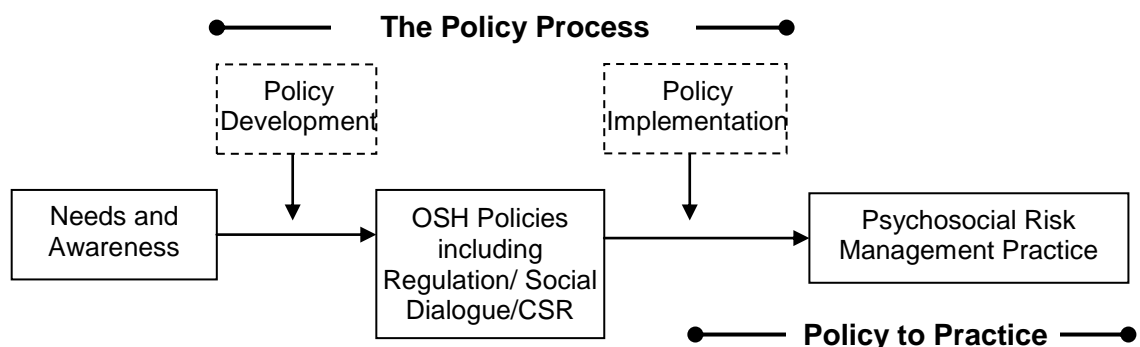 The Policy Process
Policy
Development
Policy
Implementation
Needs and
Awareness
OSH Policies
including
Regulation/ Social
Dialogue/CSR
Psychosocial Risk
Management Practice
Policy to Practice